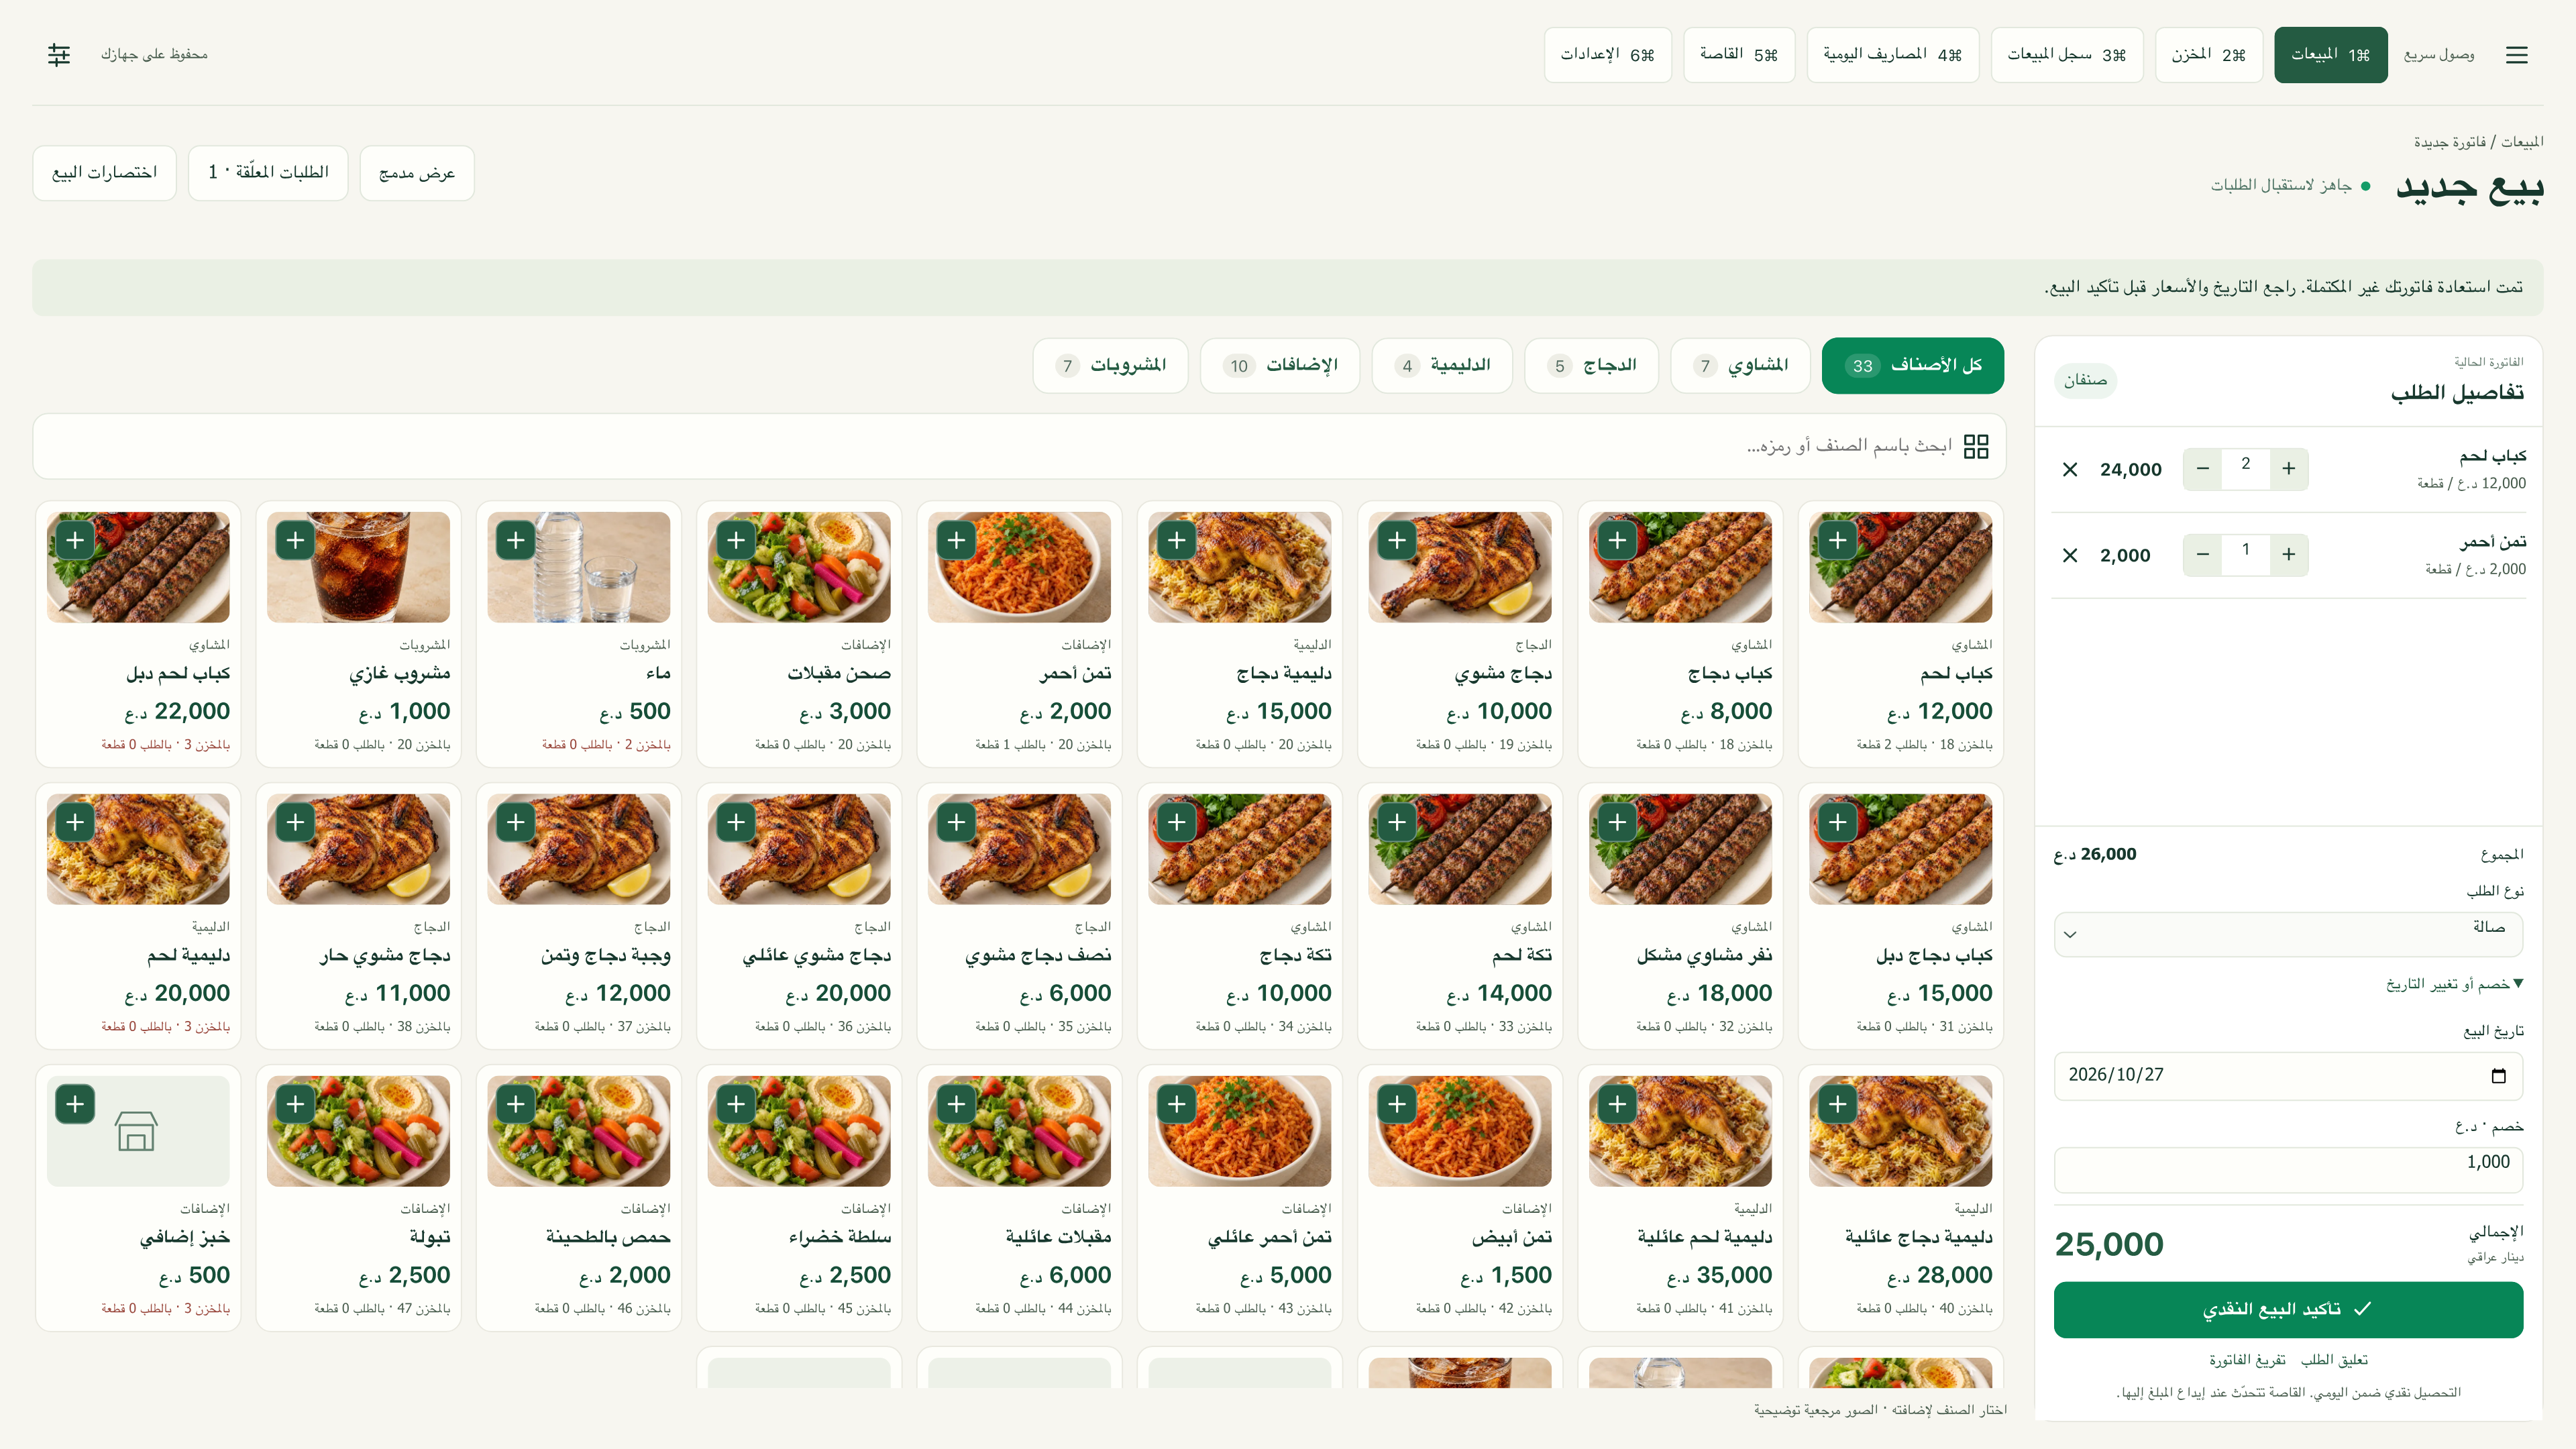 وصول سريع
⌘1 المبيعات
⌘2 المخزن
⌘3 سجل المبيعات
⌘4 المصاريف اليومية
⌘5 القاصة
⌘6 الإعدادات
محفوظ على جهازك
المبيعات / فاتورة جديدة
بيع جديد
جاهز لاستقبال الطلبات
عرض مدمج
الطلبات المعلّقة · 1
اختصارات البيع
تمت استعادة فاتورتك غير المكتملة. راجع التاريخ والأسعار قبل تأكيد البيع.
الفاتورة الحالية
تفاصيل الطلب
صنفان
كباب لحم
12,000 د.ع / قطعة
+ 2 −
24,000 ×
تمن أحمر
2,000 د.ع / قطعة
+ 1 −
2,000 ×
المجموع 26,000 د.ع
نوع الطلب
صالة
▼ خصم أو تغيير التاريخ
تاريخ البيع
2026/10/27
خصم · د.ع
1,000
الإجمالي
دينار عراقي
25,000
تأكيد البيع النقدي
تعليق الطلب تفريغ الفاتورة
التحصيل نقدي ضمن اليومي. القاصة تتحدّث عند إيداع المبلغ إليها.
كل الأصناف 33
المشاوي 7
الدجاج 5
الدليمية 4
الإضافات 10
المشروبات 7
ابحث باسم الصنف أو رمزه...
المشاوي
كباب لحم
12,000 د.ع
بالمخزن 18 · بالطلب 2 قطعة
المشاوي
كباب دجاج
8,000 د.ع
بالمخزن 18 · بالطلب 0 قطعة
الدجاج
دجاج مشوي
10,000 د.ع
بالمخزن 19 · بالطلب 0 قطعة
الدليمية
دليمية دجاج
15,000 د.ع
بالمخزن 20 · بالطلب 0 قطعة
الإضافات
تمن أحمر
2,000 د.ع
بالمخزن 20 · بالطلب 1 قطعة
الإضافات
صحن مقبلات
3,000 د.ع
بالمخزن 20 · بالطلب 0 قطعة
المشروبات
ماء
500 د.ع
بالمخزن 2 · بالطلب 0 قطعة
المشروبات
مشروب غازي
1,000 د.ع
بالمخزن 20 · بالطلب 0 قطعة
المشاوي
كباب لحم دبل
22,000 د.ع
بالمخزن 3 · بالطلب 0 قطعة
المشاوي
كباب دجاج دبل
15,000 د.ع
بالمخزن 31 · بالطلب 0 قطعة
المشاوي
نفر مشاوي مشكل
18,000 د.ع
بالمخزن 32 · بالطلب 0 قطعة
المشاوي
تكة لحم
14,000 د.ع
بالمخزن 33 · بالطلب 0 قطعة
المشاوي
تكة دجاج
10,000 د.ع
بالمخزن 34 · بالطلب 0 قطعة
الدجاج
نصف دجاج مشوي
6,000 د.ع
بالمخزن 35 · بالطلب 0 قطعة
الدجاج
دجاج مشوي عائلي
20,000 د.ع
بالمخزن 36 · بالطلب 0 قطعة
الدجاج
وجبة دجاج وتمن
12,000 د.ع
بالمخزن 37 · بالطلب 0 قطعة
الدجاج
دجاج مشوي حار
11,000 د.ع
بالمخزن 38 · بالطلب 0 قطعة
الدليمية
دليمية لحم
20,000 د.ع
بالمخزن 3 · بالطلب 0 قطعة
الدليمية
دليمية دجاج عائلية
28,000 د.ع
بالمخزن 40 · بالطلب 0 قطعة
الدليمية
دليمية لحم عائلية
35,000 د.ع
بالمخزن 41 · بالطلب 0 قطعة
الإضافات
تمن أبيض
1,500 د.ع
بالمخزن 42 · بالطلب 0 قطعة
الإضافات
تمن أحمر عائلي
5,000 د.ع
بالمخزن 43 · بالطلب 0 قطعة
الإضافات
مقبلات عائلية
6,000 د.ع
بالمخزن 44 · بالطلب 0 قطعة
الإضافات
سلطة خضراء
2,500 د.ع
بالمخزن 45 · بالطلب 0 قطعة
الإضافات
حمص بالطحينة
2,000 د.ع
بالمخزن 46 · بالطلب 0 قطعة
الإضافات
تبولة
2,500 د.ع
بالمخزن 47 · بالطلب 0 قطعة
الإضافات
خبز إضافي
500 د.ع
بالمخزن 3 · بالطلب 0 قطعة
اختار الصنف لإضافته · الصور مرجعية توضيحية